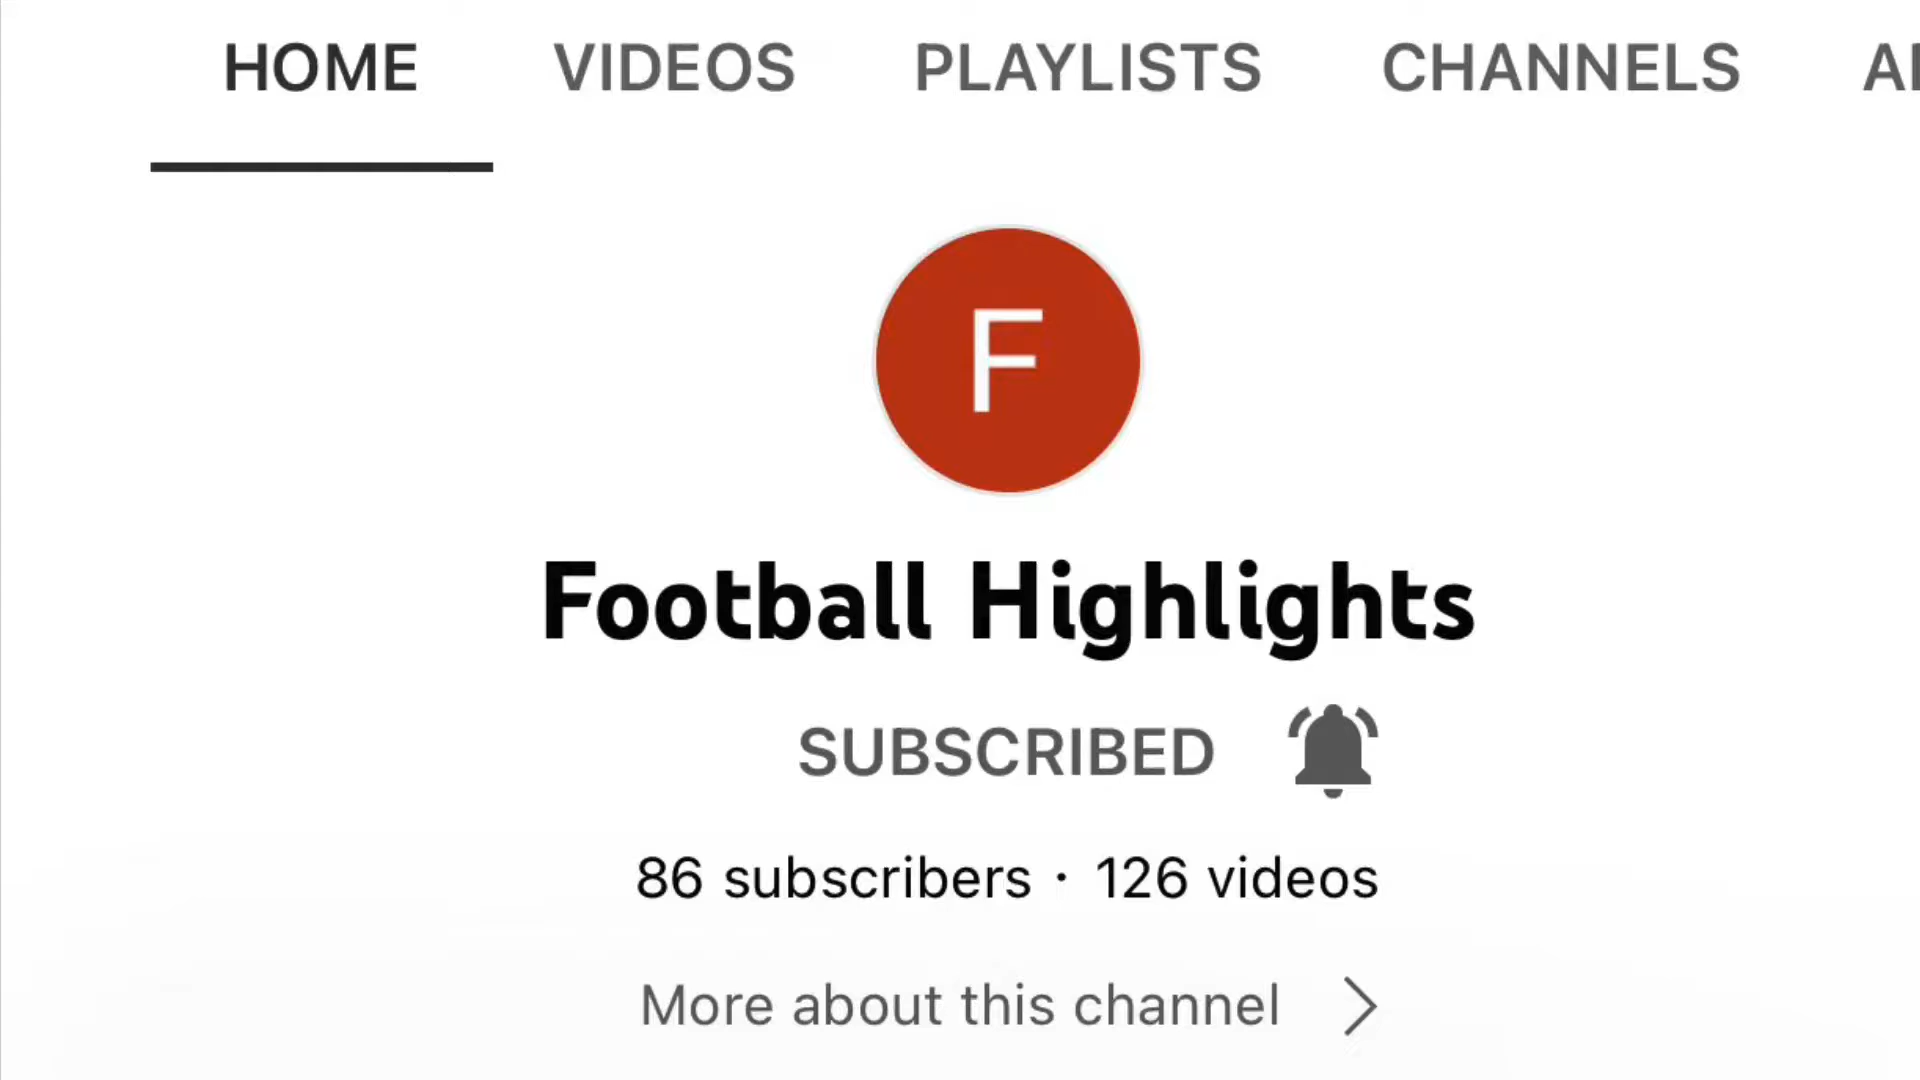 HOME VIDEOS PLAYLISTS CHANNELS
F
Football Highlights
SUBSCRIBED
86 subscribers · 126 videos
More about this channel